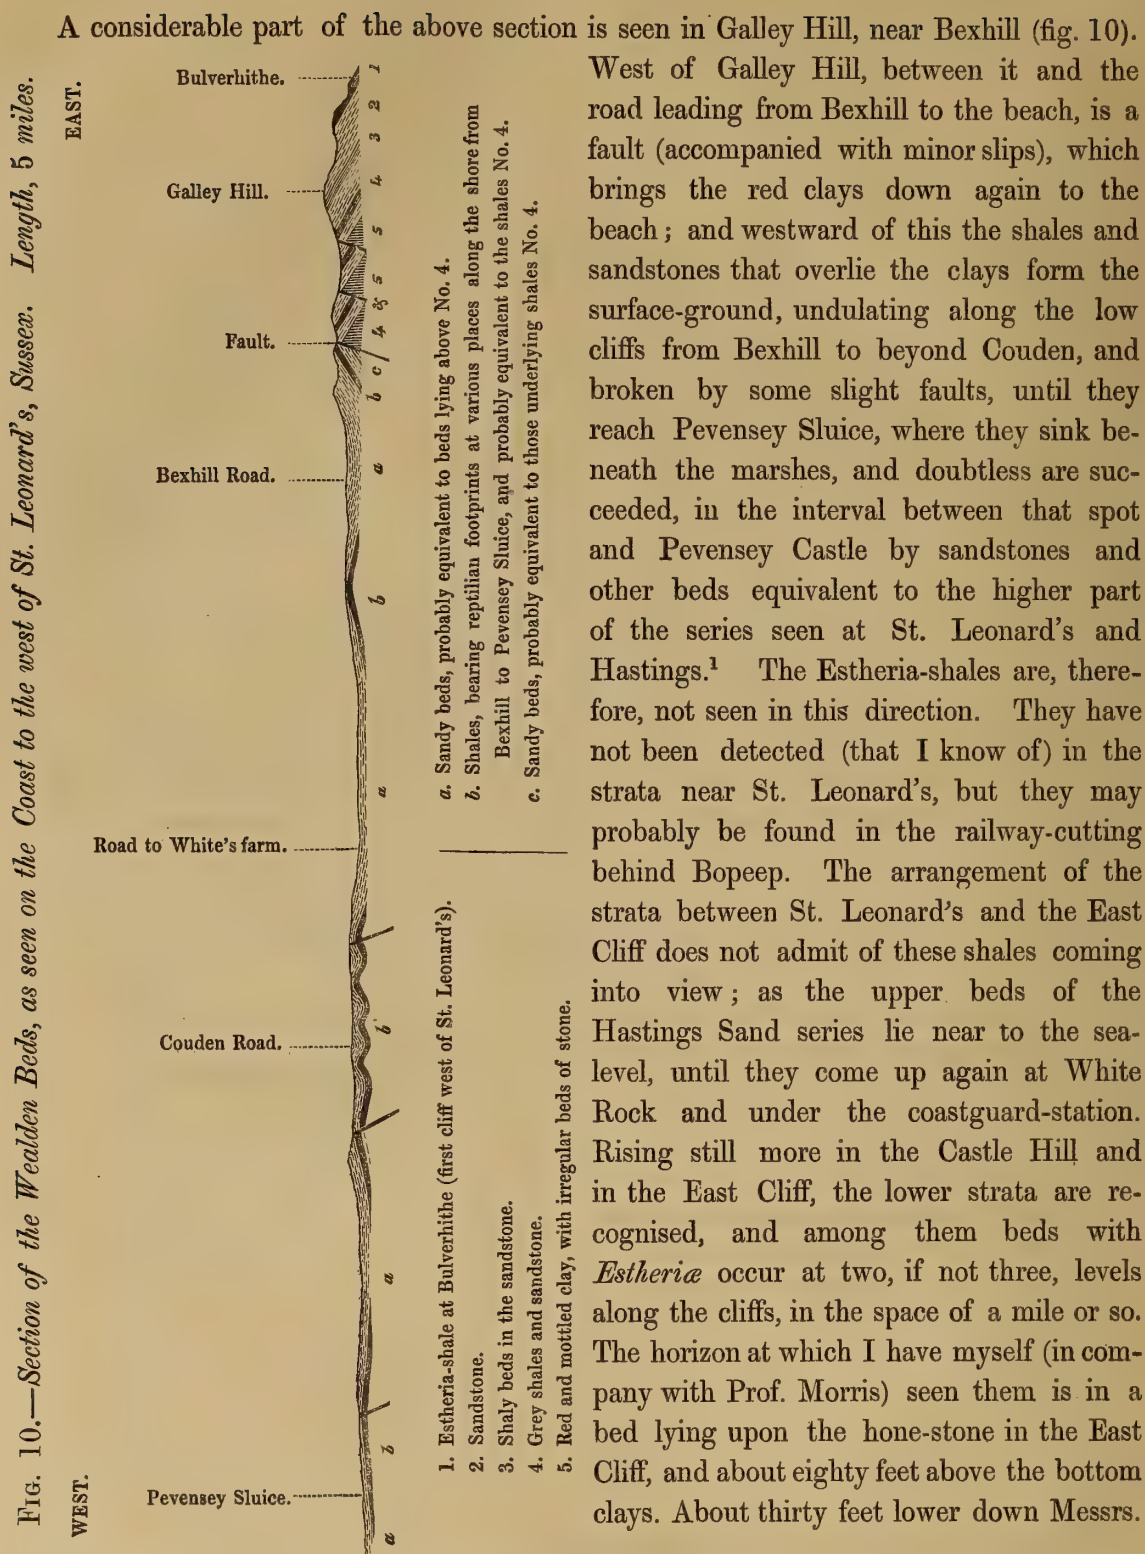 A considerable part of the above section is seen in Galley Hill, near Bexhill (fig. 10).
West of Galley Hill, between it and the
road leading from Bexhill to the beach, is a
fault (accompanied with minor slips), which
brings the red clays down again to the
beach; and westward of this the shales and
sandstones that overlie the clays form the
surface-ground, undulating along the low
cliffs from Bexhill to beyond Couden, and
broken by some slight faults, until they
reach Pevensey Sluice, where they sink be-
neath the marshes, and doubtless are suc-
ceeded, in the interval between that spot
and Pevensey Castle by sandstones and
other beds equivalent to the higher part
of the series seen at St. Leonard's and
Hastings.¹ The Estheria-shales are, there-
fore, not seen in this direction. They have
not been detected (that I know of) in the
strata near St. Leonard's, but they may
probably be found in the railway-cutting
behind Bopeep. The arrangement of the
strata between St. Leonard's and the East
Cliff does not admit of these shales coming
into view; as the upper beds of the
Hastings Sand series lie near to the sea-
level, until they come up again at White
Rock and under the coastguard-station.
Rising still more in the Castle Hill and
in the East Cliff, the lower strata are re-
cognised, and among them beds with
Estheriæ occur at two, if not three, levels
along the cliffs, in the space of a mile or so.
The horizon at which I have myself (in com-
pany with Prof. Morris) seen them is in a
bed lying upon the hone-stone in the East
Cliff, and about eighty feet above the bottom
clays. About thirty feet lower down Messrs.
FIG. 10.—Section of the Wealden Beds, as seen on the Coast to the west of St. Leonard's, Sussex. Length, 5 miles.
WEST.
EAST.
Bulverhithe.
Galley Hill.
Fault.
Bexhill Road.
Road to White's farm.
Couden Road.
Pevensey Sluice.
1
2
3
4
5
4 & 5
c
b
a
b
a
b
a
b
a
1. Estheria-shale at Bulverhithe (first cliff west of St. Leonard's).
2. Sandstone.
3. Shaly beds in the sandstone.
4. Grey shales and sandstone.
5. Red and mottled clay, with irregular beds of stone.
a. Sandy beds, probably equivalent to beds lying above No. 4.
b. Shales, bearing reptilian footprints at various places along the shore from
Bexhill to Pevensey Sluice, and probably equivalent to the shales No. 4.
c. Sandy beds, probably equivalent to those underlying shales No. 4.